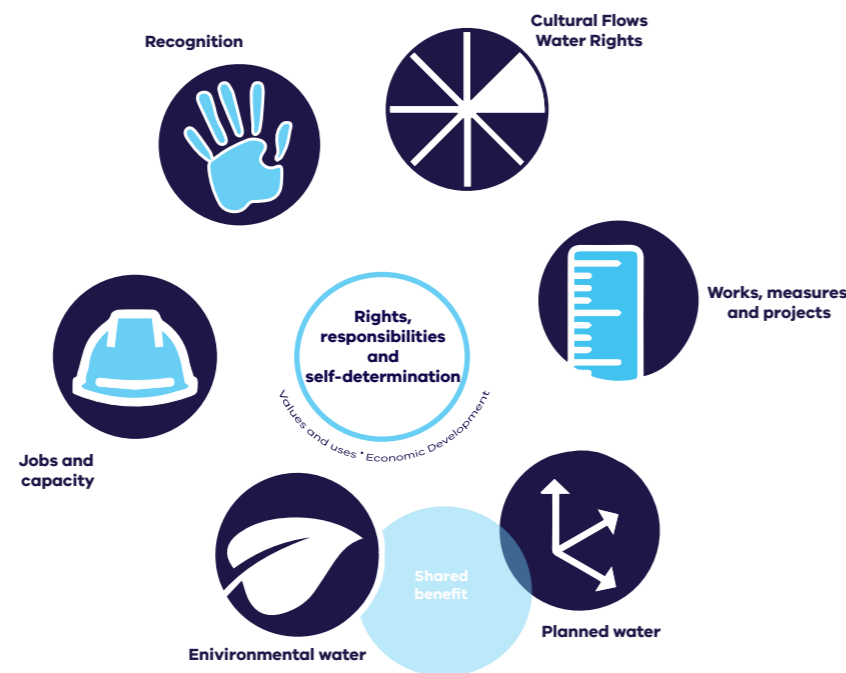 Cultural Flows
Water Rights
Recognition
Works, measures
and projects
Rights,
responsibilities
and
self-determination
Values and uses * Economic Development
Jobs and
capacity
Shared
benefit
Planned water
Enivironmental water